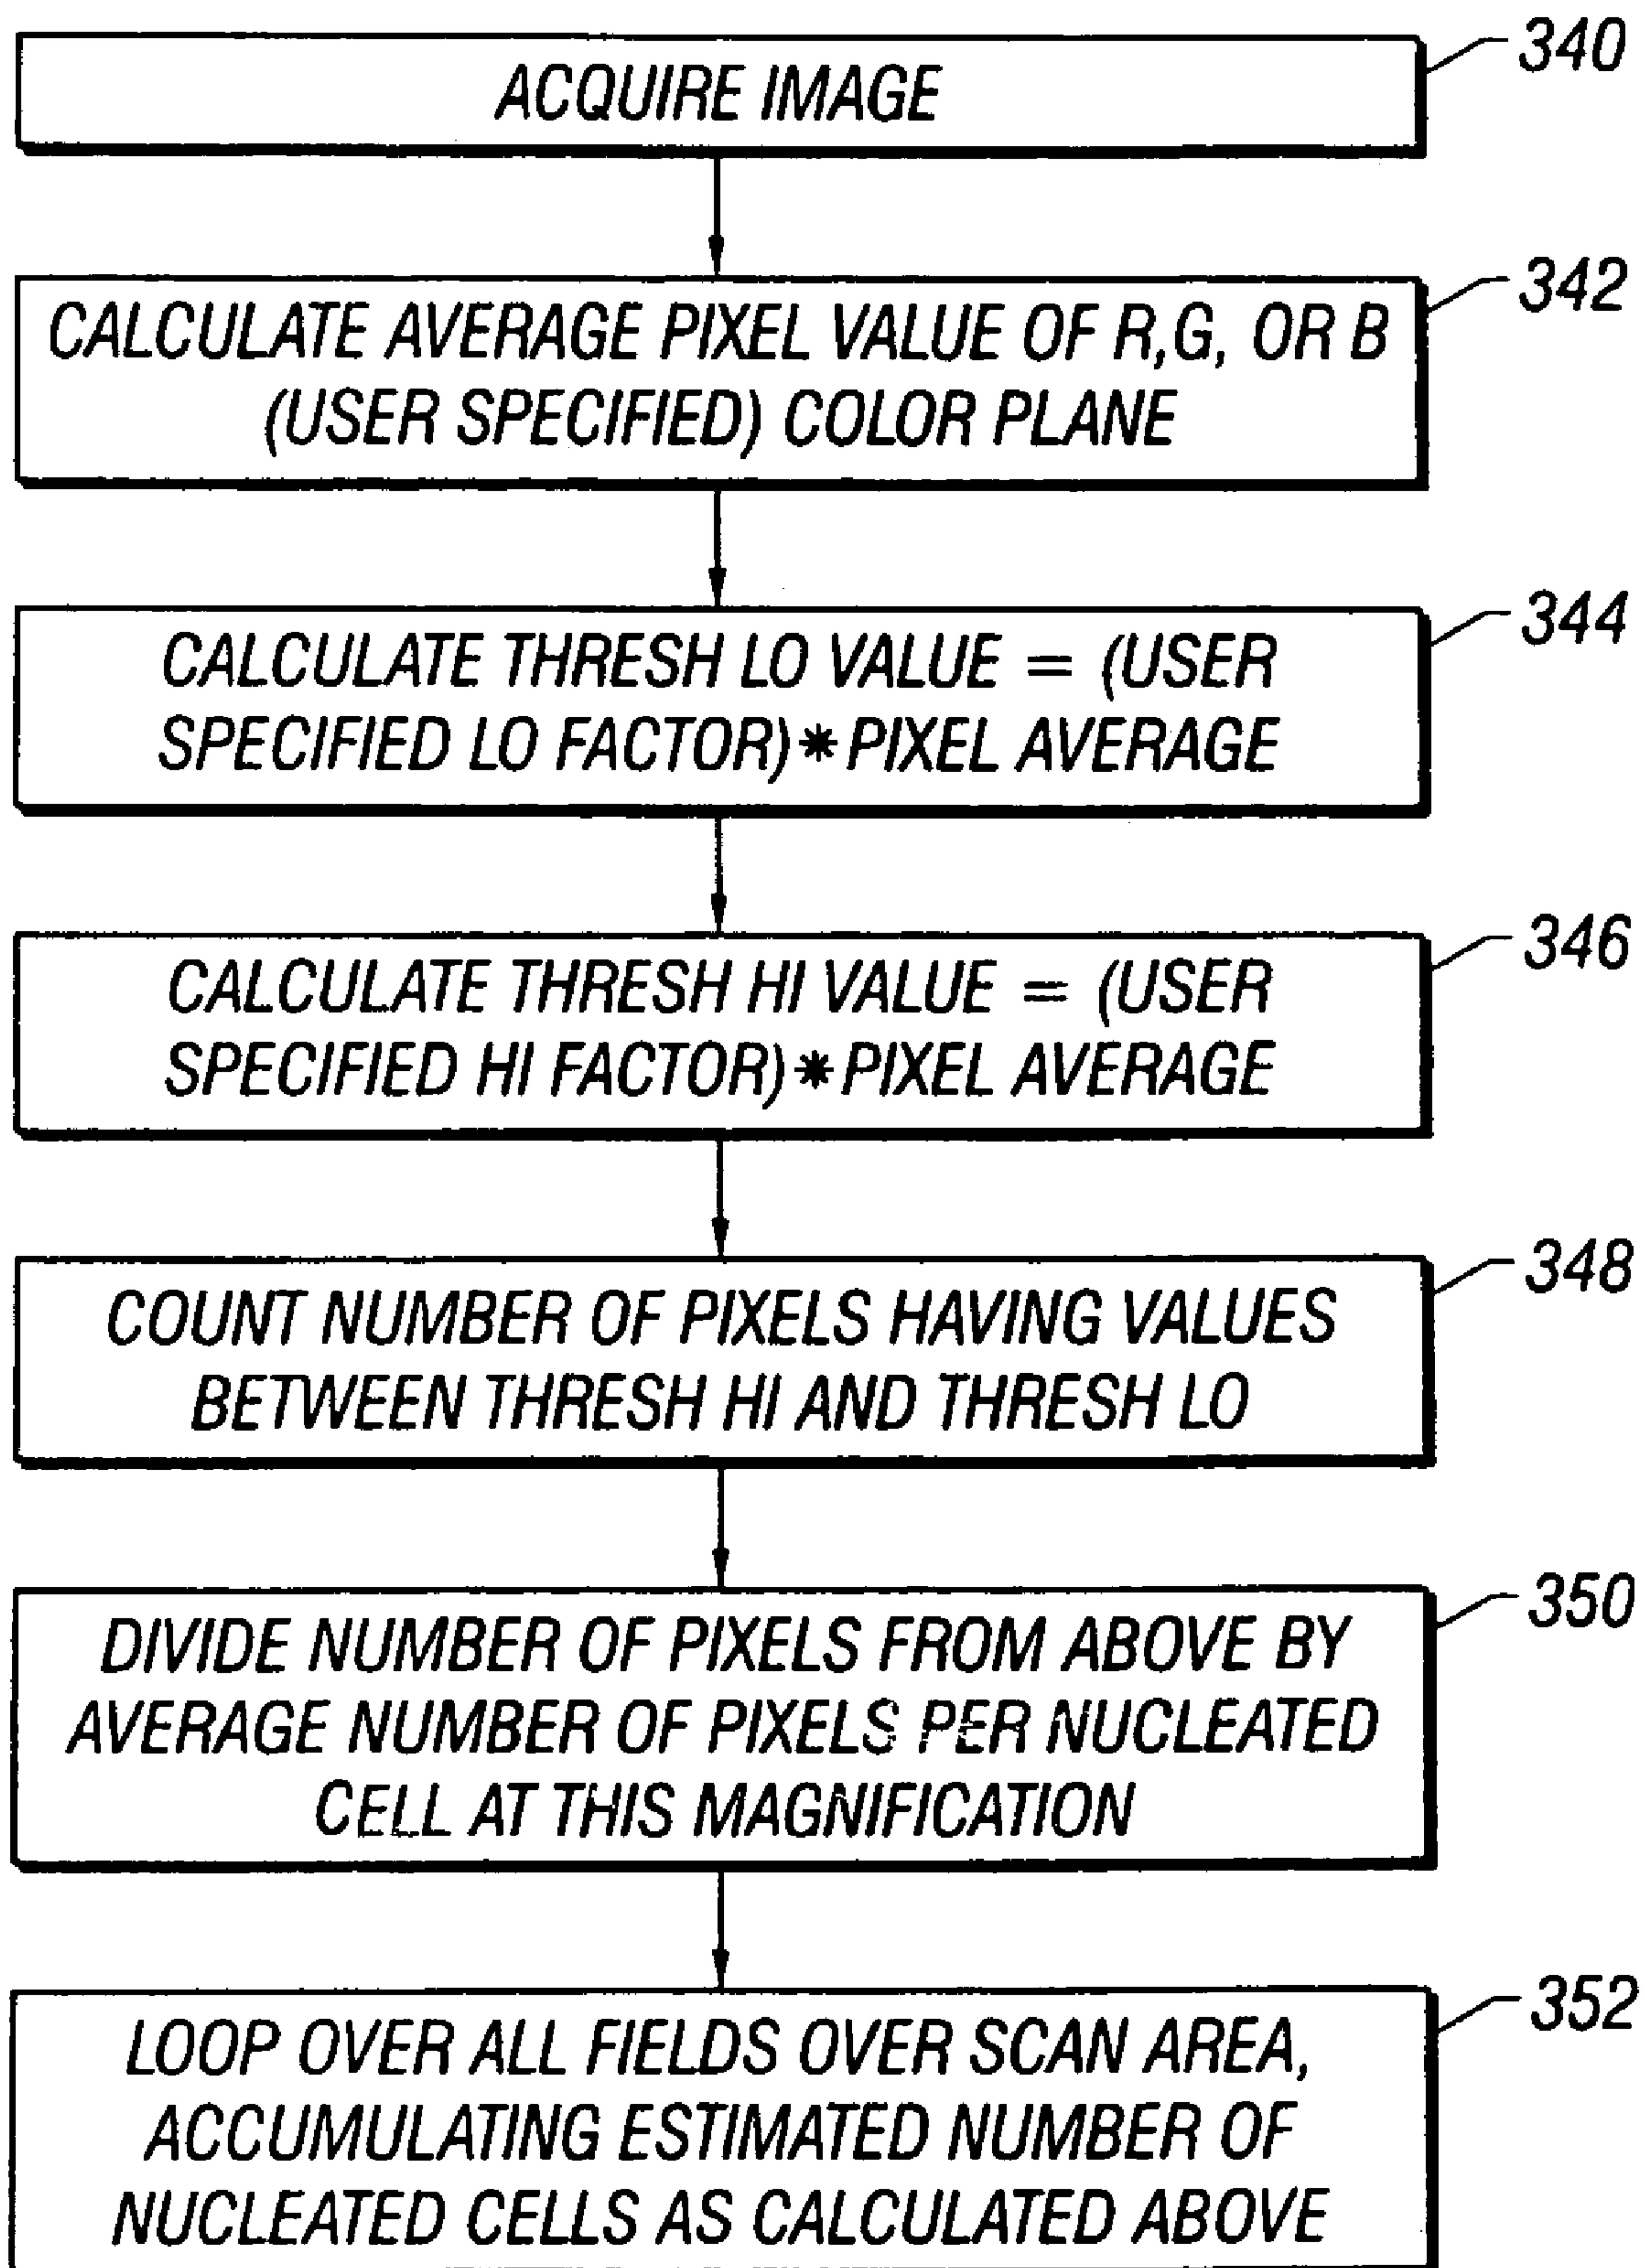 340
ACQUIRE IMAGE
342
CALCULATE AVERAGE PIXEL VALUE OF R,G, OR B
(USER SPECIFIED) COLOR PLANE
344
CALCULATE THRESH LO VALUE = (USER
SPECIFIED LO FACTOR)*PIXEL AVERAGE
346
CALCULATE THRESH HI VALUE = (USER
SPECIFIED HI FACTOR)*PIXEL AVERAGE
348
COUNT NUMBER OF PIXELS HAVING VALUES
BETWEEN THRESH HI AND THRESH LO
350
DIVIDE NUMBER OF PIXELS FROM ABOVE BY
AVERAGE NUMBER OF PIXELS PER NUCLEATED
CELL AT THIS MAGNIFICATION
352
LOOP OVER ALL FIELDS OVER SCAN AREA,
ACCUMULATING ESTIMATED NUMBER OF
NUCLEATED CELLS AS CALCULATED ABOVE